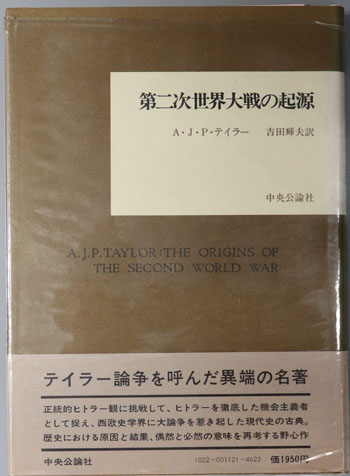 第二次世界大戦の起源
A・J・P・テイラー 吉田輝夫訳
中央公論社
A.J.P.TAYLOR:THE ORIGINS OF
THE SECOND WORLD WAR
テイラー論争を呼んだ異端の名著
正統的ヒトラー観に挑戦して、ヒトラーを徹底した機会主義者
として捉え、西欧史学界に大論争を惹き起した現代史の古典。
歴史における原因と結果、偶然と必然の意味を再考する野心作
中央公論社 1022-001121-4622 定価1950円